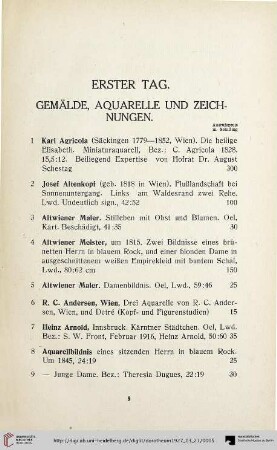 ERSTER TAG.
GEMÄLDE, AQUARELLE UND ZEICH-
NUNGEN.
Ausrufspreis
in Schilling
1 Karl Agricola (Säckingen 1779—1852, Wien). Die heilige
Elisabeth. Miniaturaquarell, Bez.: C. Agricola 1828.
15,5:12. Beiliegend Expertise von Hofrat Dr. August
Schestag 300
2 Josef Altenkopf (geb. 1818 in Wien). Flußlandschaft bei
Sonnenuntergang. Links am Waldesrand zwei Rehe.
Lwd. Undeutlich sign., 42:52 100
3 Altwiener Maler. Stilleben mit Obst und Blumen. Oel,
Kart. Beschädigt, 41:35 30
4 Altwiener Meister, um 1815. Zwei Bildnisse eines brü-
netten Herrn in blauem Rock, und einer blonden Dame in
ausgeschnittenem weißen Empirekleid mit buntem Schal,
Lwd., 80:62 cm 150
5 Altwiener Maler. Damenbildnis. Oel, Lwd., 59:46 25
6 R. C. Andersen, Wien. Drei Aquarelle von R. C. Ander-
sen, Wien, und Detré (Kopf- und Figurenstudien) 15
7 Heinz Arnold, Innsbruck. Kärntner Städtchen. Oel, Lwd.
Bez.: S. W. Front, Februar 1916, Heinz Arnold, 50:60 35
8 Aquarellbildnis eines sitzenden Herrn in blauem Rock.
Um 1845, 24:19 25
9 — Junge Dame. Bez.: Theresia Dugues, 22:19 30
UNIVERSITÄTS-
BIBLIOTHEK
HEIDELBERG